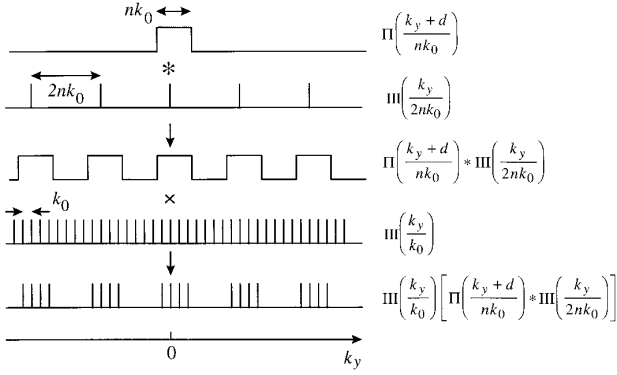 nk₀
Π((k_y + d)/(nk₀))
*
2nk₀
III(k_y/(2nk₀))
Π((k_y + d)/(nk₀)) * III(k_y/(2nk₀))
×
k₀
III(k_y/k₀)
III(k_y/k₀)[Π((k_y + d)/(nk₀)) * III(k_y/(2nk₀))]
0
k_y